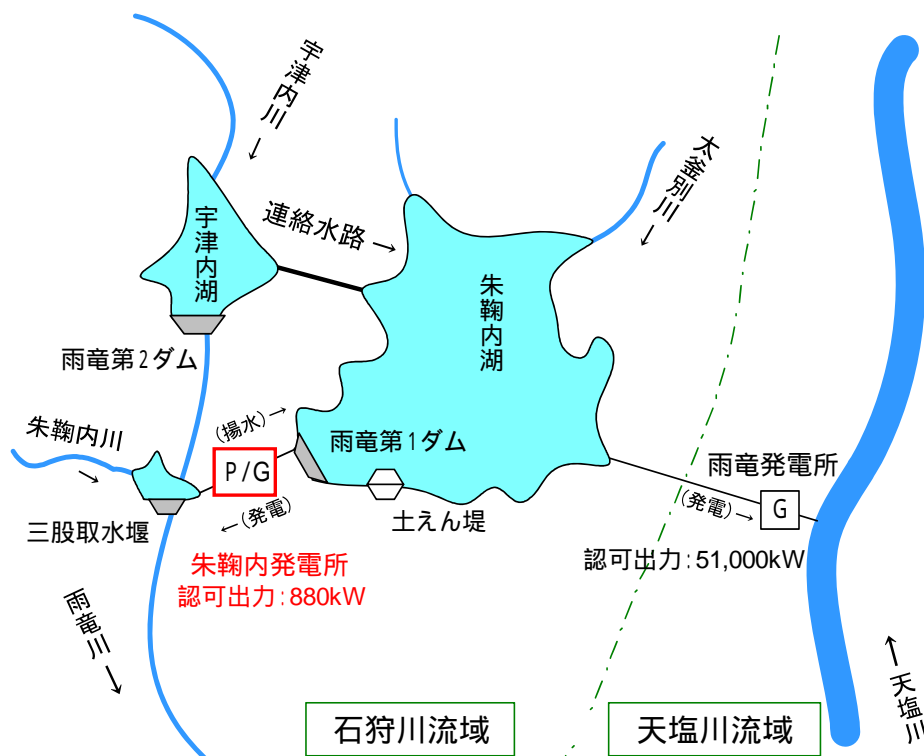 宇津内川
↓
太釜別川
↓
連絡水路→
宇津内湖
朱鞠内湖
雨竜第2ダム
朱鞠内川
→
(揚水)→
雨竜第1ダム
雨竜発電所
P/G
(発電)→
G
←(発電)
土えん堤
三股取水堰
認可出力:51,000kW
朱鞠内発電所
認可出力:880kW
雨竜川
→
←天塩川
石狩川流域
天塩川流域